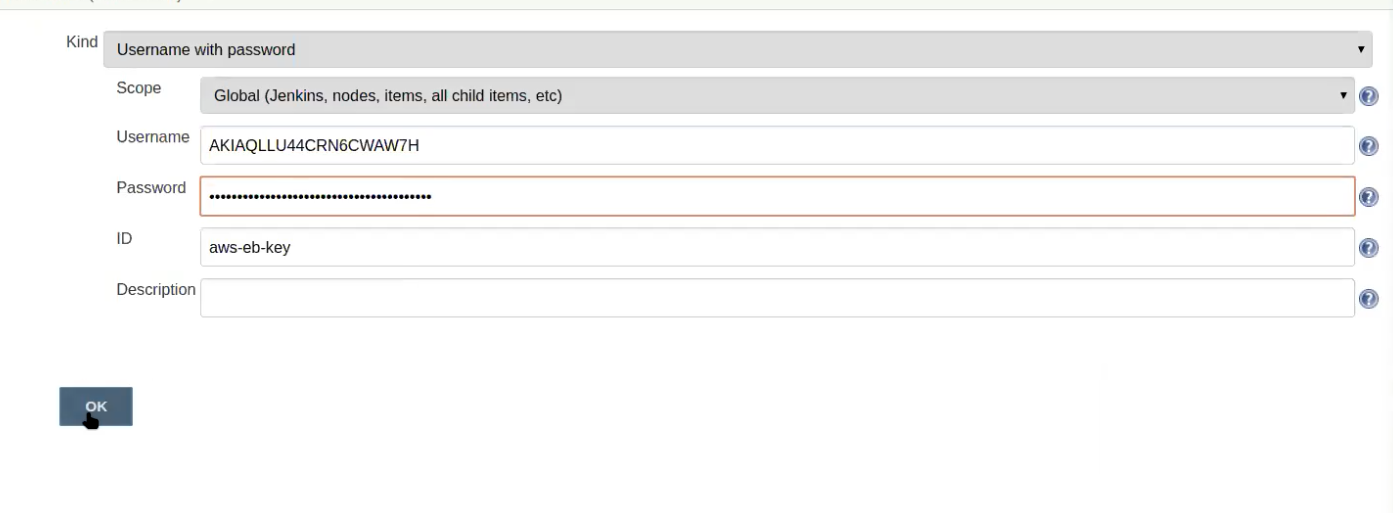 Kind
Username with password
Scope
Global (Jenkins, nodes, items, all child items, etc)
Username
AKIAQLLU44CRN6CWAW7H
Password
••••••••••••••••••••••••••••••••••••••••
ID
aws-eb-key
Description
OK